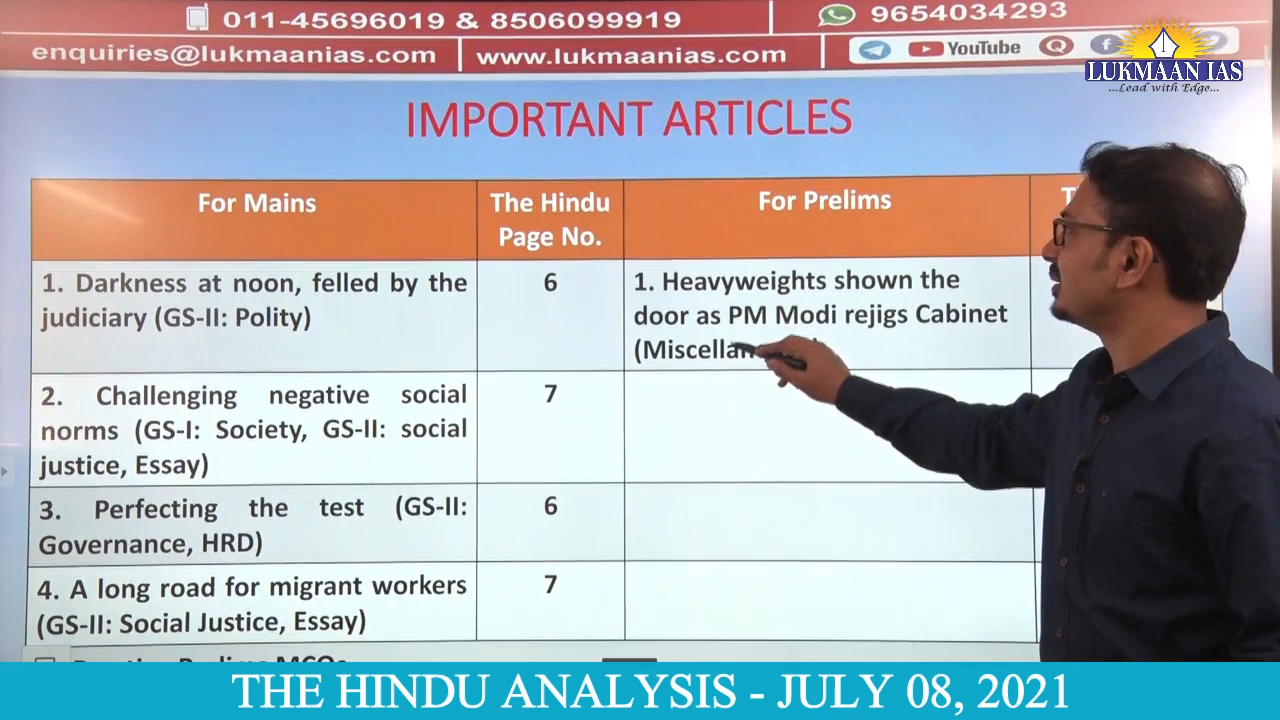 011-45696019 & 8506099919
9654034293
enquiries@lukmaanias.com
www.lukmaanias.com
YouTube
LUKMAAN IAS
...Lead with Edge...
IMPORTANT ARTICLES
For Mains
The Hindu
Page No.
For Prelims
1. Darkness at noon, felled by the
judiciary (GS-II: Polity)
6
1. Heavyweights shown the
door as PM Modi rejigs Cabinet
2. Challenging negative social
norms (GS-I: Society, GS-II: social
justice, Essay)
7
3. Perfecting the test (GS-II:
Governance, HRD)
6
4. A long road for migrant workers
(GS-II: Social Justice, Essay)
7
THE HINDU ANALYSIS - JULY 08, 2021